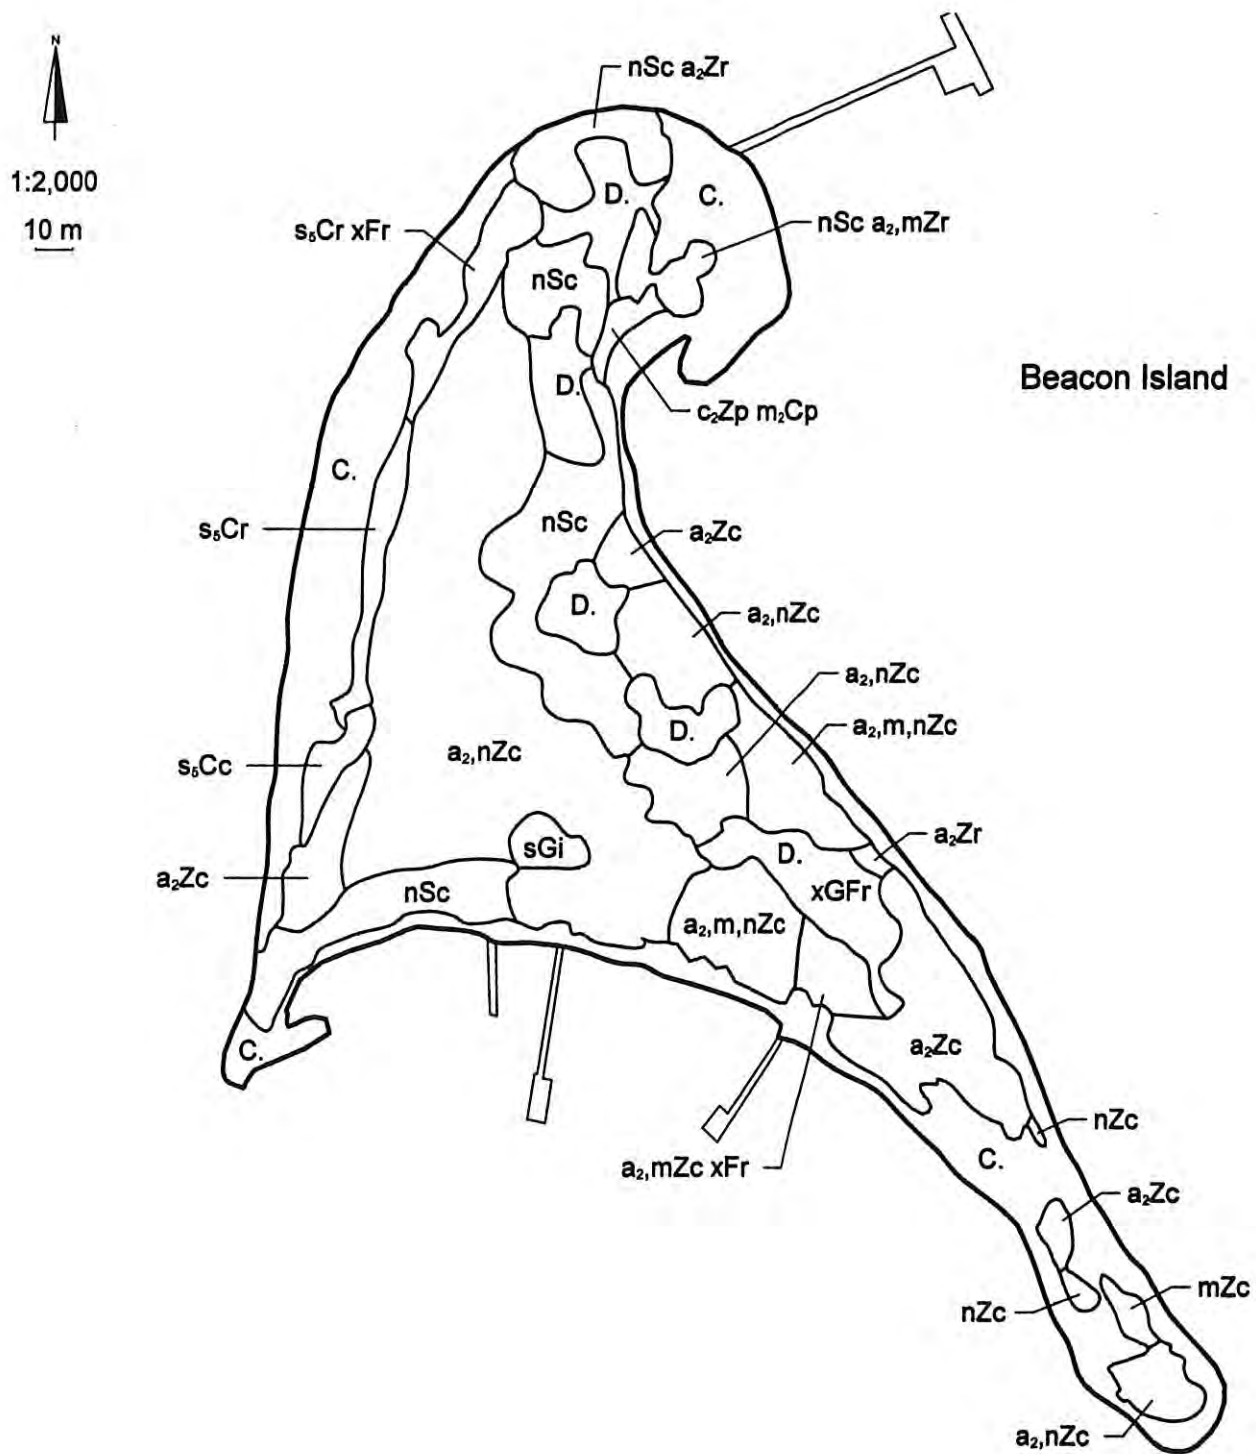 N
nSc a₂Zr
1:2,000
10 m
D.
C.
s₅Cr xFr
nSc a₂,mZr
nSc
Beacon Island
D.
c₂Zp m₂Cp
C.
nSc
s₅Cr
a₂Zc
D.
a₂,nZc
a₂,nZc
D.
a₂,m,nZc
a₂,nZc
s₅Cc
a₂Zr
sGi
D.
a₂Zc
nSc
xGFr
a₂,m,nZc
C.
a₂Zc
nZc
C.
a₂,mZc xFr
a₂Zc
mZc
nZc
a₂,nZc